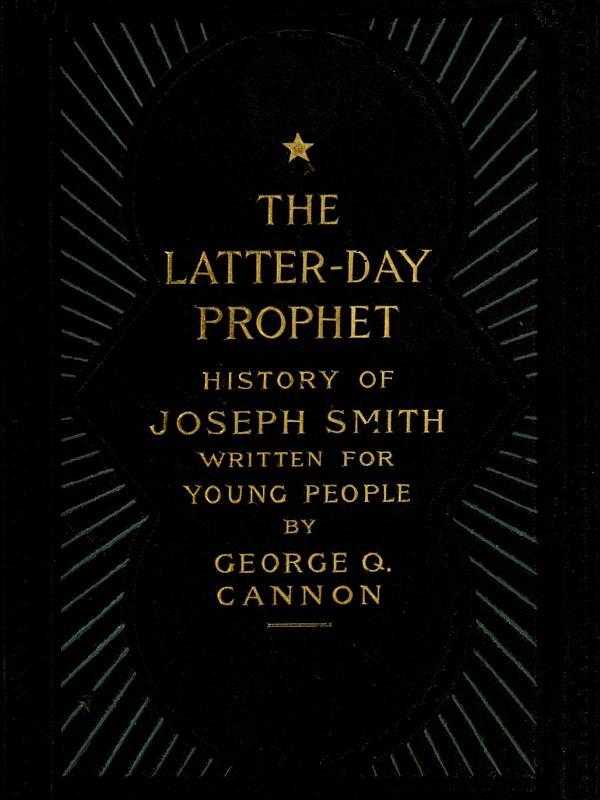 THE
LATTER-DAY
PROPHET
HISTORY OF
JOSEPH SMITH
WRITTEN FOR
YOUNG PEOPLE
BY
GEORGE Q.
CANNON